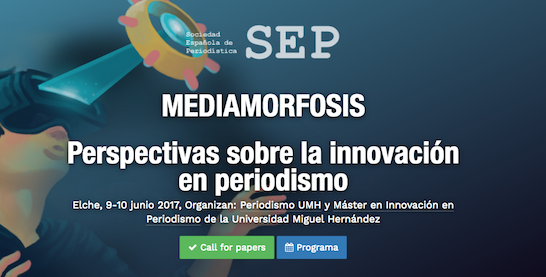 Sociedad
Española de
Periodística
SEP
MEDIAMORFOSIS
Perspectivas sobre la innovación
en periodismo
Elche, 9-10 junio 2017, Organizan: Periodismo UMH y Máster en Innovación en
Periodismo de la Universidad Miguel Hernández
Call for papers
Programa